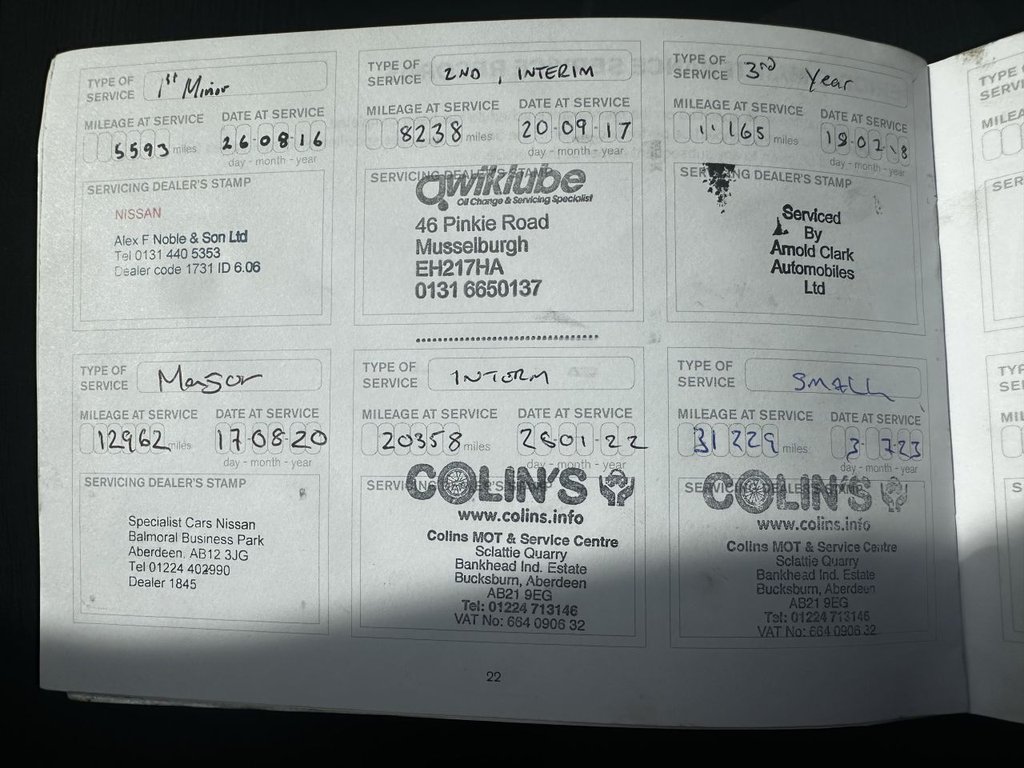 TYPE OF SERVICE 1st Minor
MILEAGE AT SERVICE DATE AT SERVICE
5593 miles 26-08-16
day - month - year
SERVICING DEALER'S STAMP
NISSAN
Alex F Noble & Son Ltd
Tel 0131 440 5353
Dealer code 1731 ID 6.06
TYPE OF SERVICE 2ND, INTERIM
MILEAGE AT SERVICE DATE AT SERVICE
8238 miles 20-09-17
day - month - year
SERVICING DEALER'S STAMP
Qwiklube
Oil Change & Servicing Specialist
46 Pinkie Road
Musselburgh
EH217HA
0131 6650137
TYPE OF SERVICE 3rd Year
MILEAGE AT SERVICE DATE AT SERVICE
11165 miles
day - month - year
SERVICING DEALER'S STAMP
Serviced
By
Arnold Clark
Automobiles
Ltd
TYPE OF SERVICE
MILEAGE AT SERVICE DATE AT SERVICE
12962 miles 17-08-20
day - month - year
SERVICING DEALER'S STAMP
Specialist Cars Nissan
Balmoral Business Park
Aberdeen. AB12 3JG
Tel 01224 402990
Dealer 1845
TYPE OF SERVICE INTERM
MILEAGE AT SERVICE DATE AT SERVICE
20358 miles 28-01-22
day - month - year
SERVICING DEALER'S STAMP
COLIN'S
www.colins.info
Colins MOT & Service Centre
Sclattie Quarry
Bankhead Ind. Estate
Bucksburn, Aberdeen
AB21 9EG
Tel: 01224 713146
VAT No: 664 0906 32
TYPE OF SERVICE SMALL
MILEAGE AT SERVICE DATE AT SERVICE
31229 miles 3-7-23
day - month - year
SERVICING DEALER'S STAMP
COLIN'S
www.colins.info
Colins MOT & Service Centre
Sclattie Quarry
Bankhead Ind. Estate
Bucksburn, Aberdeen
AB21 9EG
Tel: 01224 713146
VAT No: 664 0906 32
22